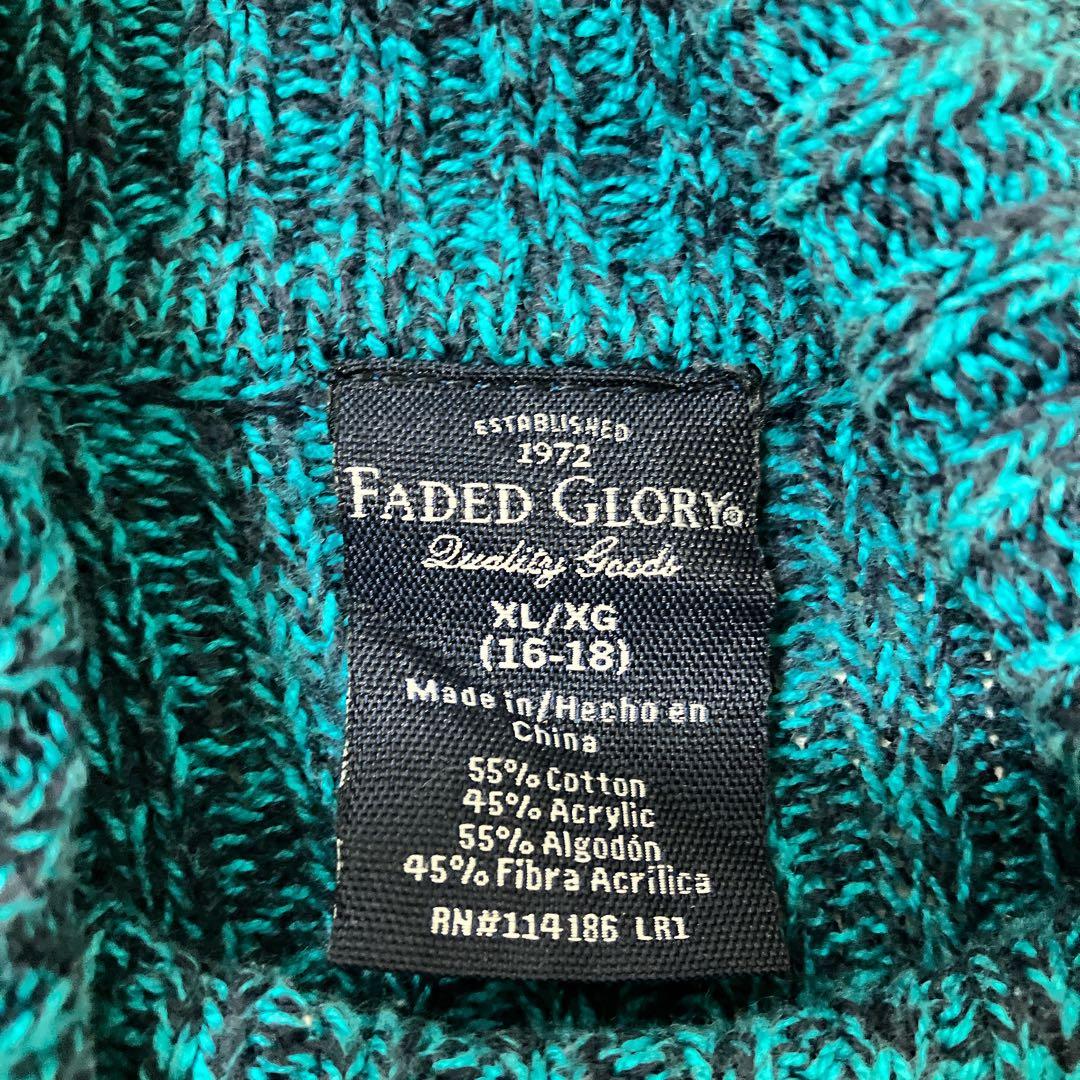 ESTABLISHED
1972
FADED GLORY®
Quality Goods
XL/XG
(16-18)
Made in/Hecho en
China
55% Cotton
45% Acrylic
55% Algodón
45% Fibra Acrílica
RN#114186 LR1